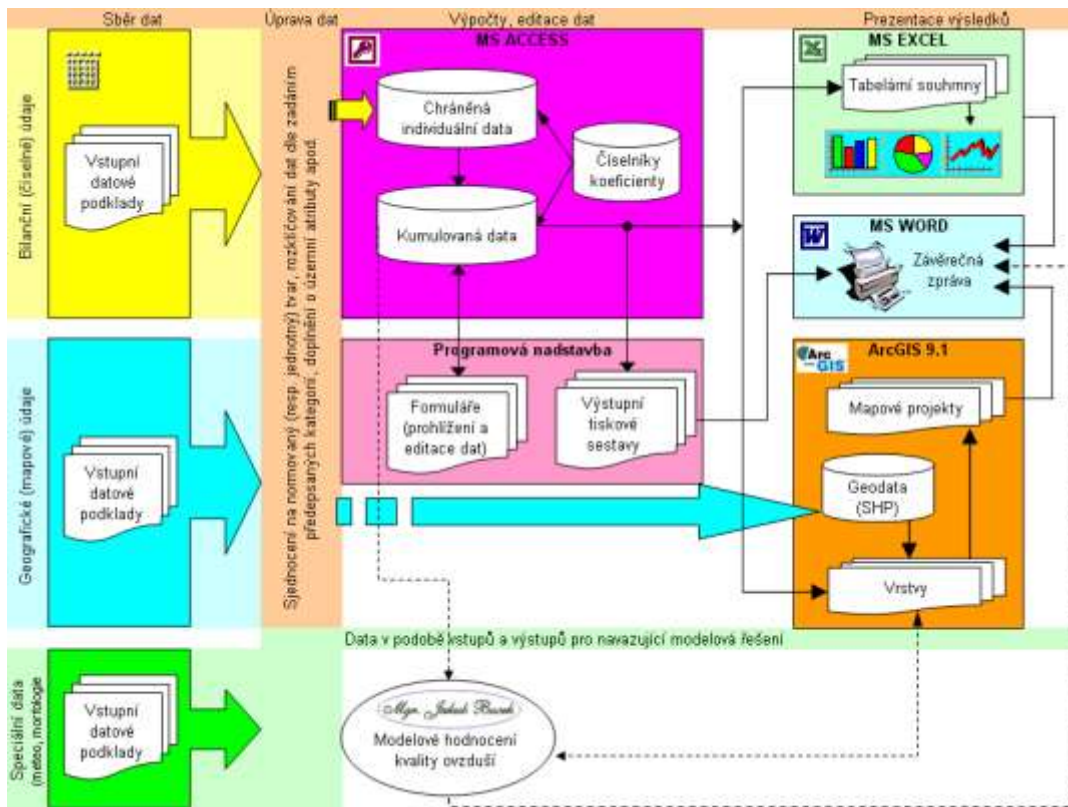 Sběr dat
Úprava dat
Výpočty, editace dat
Prezentace výsledků
Bilanční (číselné) údaje
Vstupní
datové
podklady
Sjednocení na normovaný (resp. jednotný) tvar, rozklíčování dat dle zadáním
předepsaných kategorií, doplnění o územní atributy apod.
MS ACCESS
Chráněná
individuální data
Číselníky
koeficienty
Kumulovaná data
MS EXCEL
Tabelární souhrnny
MS WORD
W
Závěrečná
zpráva
Geografické (mapové) údaje
Vstupní
datové
podklady
Programová nadstavba
Formuláře
(prohlížení a
editace dat)
Výstupní
tiskové
sestavy
Arc
GIS
ArcGIS 9.1
Mapové projekty
Geodata
(SHP)
Vrstvy
Data v podobě vstupů a výstupů pro navazující modelová řešení
Speciální data
(meteo, morfologie)
Vstupní
datové
podklady
Mgr.
Modelové hodnocení
kvality ovzduší